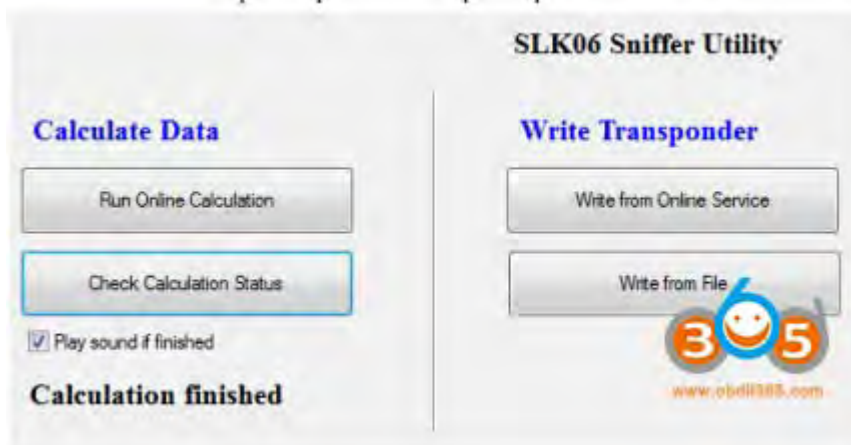 SLK06 Sniffer Utility
Calculate Data
Run Online Calculation
Check Calculation Status
Play sound if finished
Calculation finished
Write Transponder
Write from Online Service
Write from File
365
www.obdii365.com